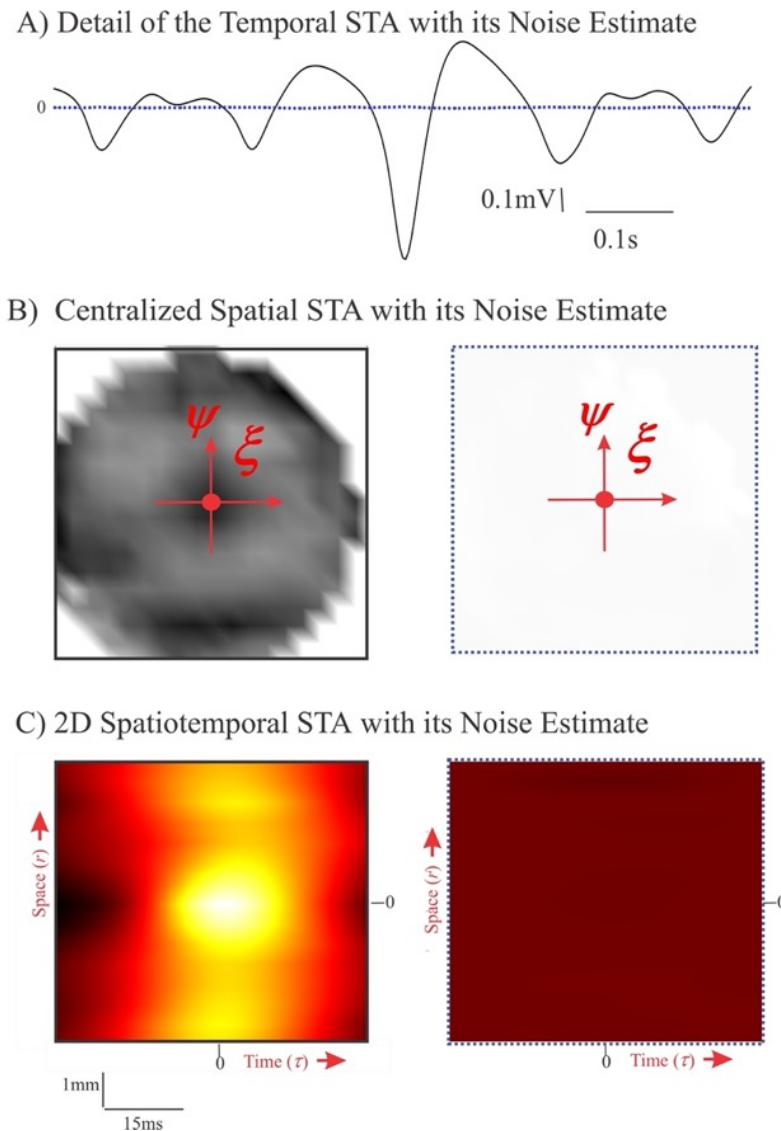 A) Detail of the Temporal STA with its Noise Estimate
0
0.1mV
0.1s
B) Centralized Spatial STA with its Noise Estimate
ψ
ξ
ψ
ξ
C) 2D Spatiotemporal STA with its Noise Estimate
Space (r)
0
Space (r)
0
0
Time (τ)
0
Time (τ)
1mm
15ms